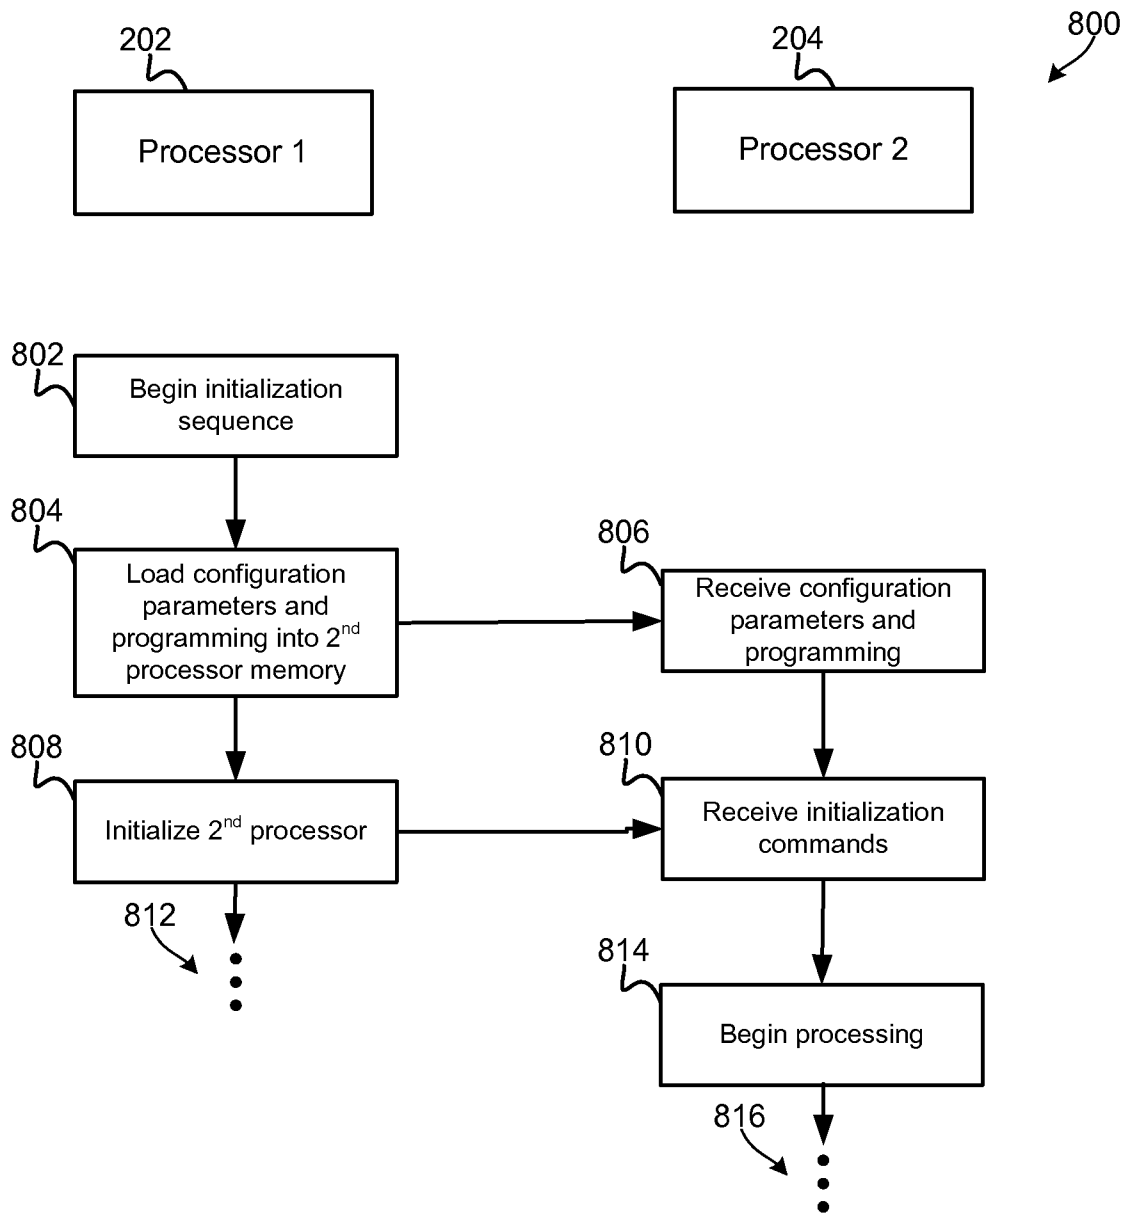 202
204
800
Processor 1
Processor 2
802
Begin initialization
sequence
804
Load configuration
parameters and
programming into 2nd
processor memory
806
Receive configuration
parameters and
programming
808
Initialize 2nd processor
810
Receive initialization
commands
812
814
Begin processing
816